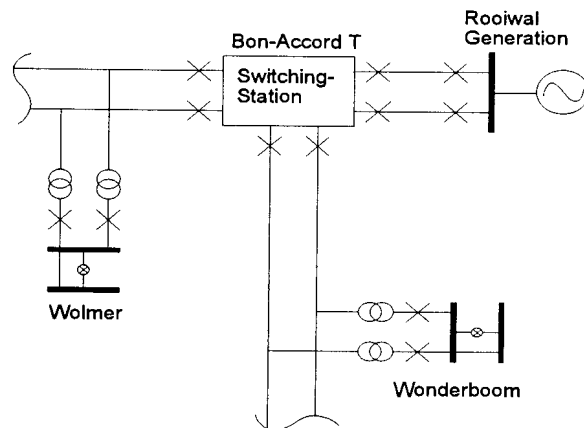 Rooiwal
Generation
Bon-Accord T
Switching-
Station
Wolmer
Wonderboom